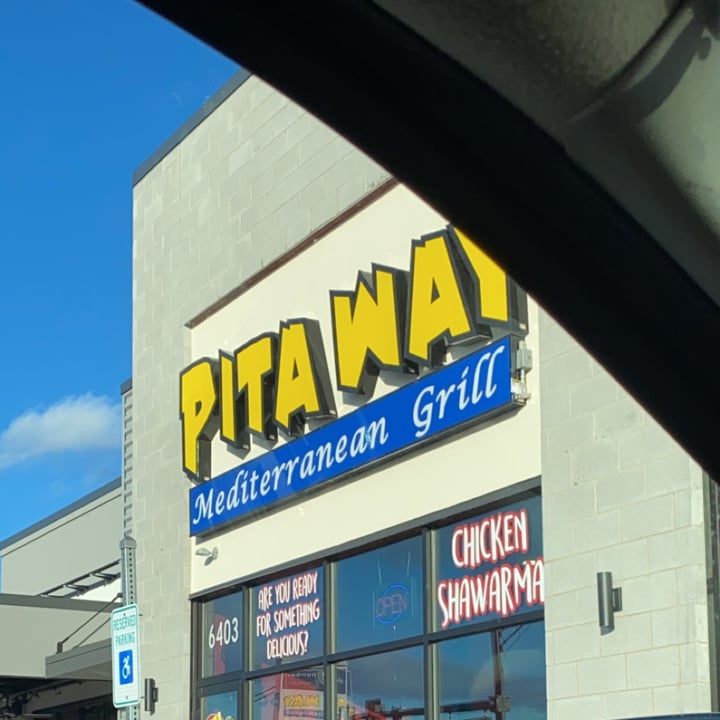 PITA WAY
Mediterranean Grill
CHICKEN
SHAWARMA
ARE YOU READY
FOR SOMETHING
DELICIOUS?
OPEN
6403
RESERVED
PARKING